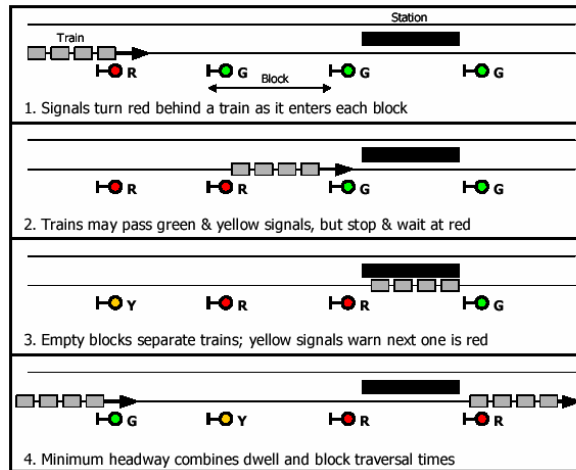 Station
Train
R G G G
Block
1. Signals turn red behind a train as it enters each block
R R G G
2. Trains may pass green & yellow signals, but stop & wait at red
Y R R G
3. Empty blocks separate trains; yellow signals warn next one is red
G Y R R
4. Minimum headway combines dwell and block traversal times